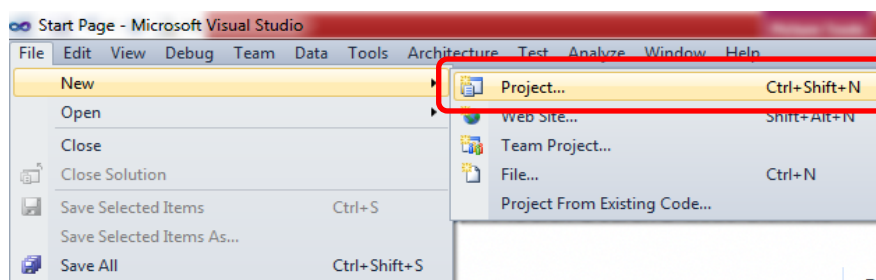 Start Page - Microsoft Visual Studio
File Edit View Debug Team Data Tools Architecture Test Analyze Window Help
New
Open
Close
Close Solution
Save Selected Items Ctrl+S
Save Selected Items As...
Save All Ctrl+Shift+S
Project... Ctrl+Shift+N
Web Site... Shift+Alt+N
Team Project...
File... Ctrl+N
Project From Existing Code...